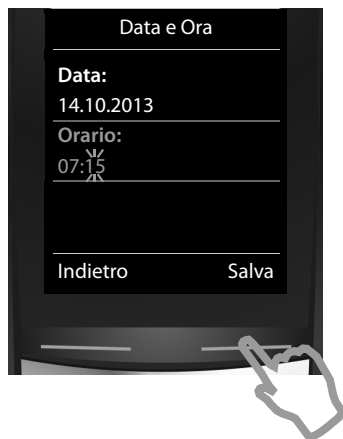 Data e Ora
Data:
14.10.2013
Orario:
07:15
Indietro Salva